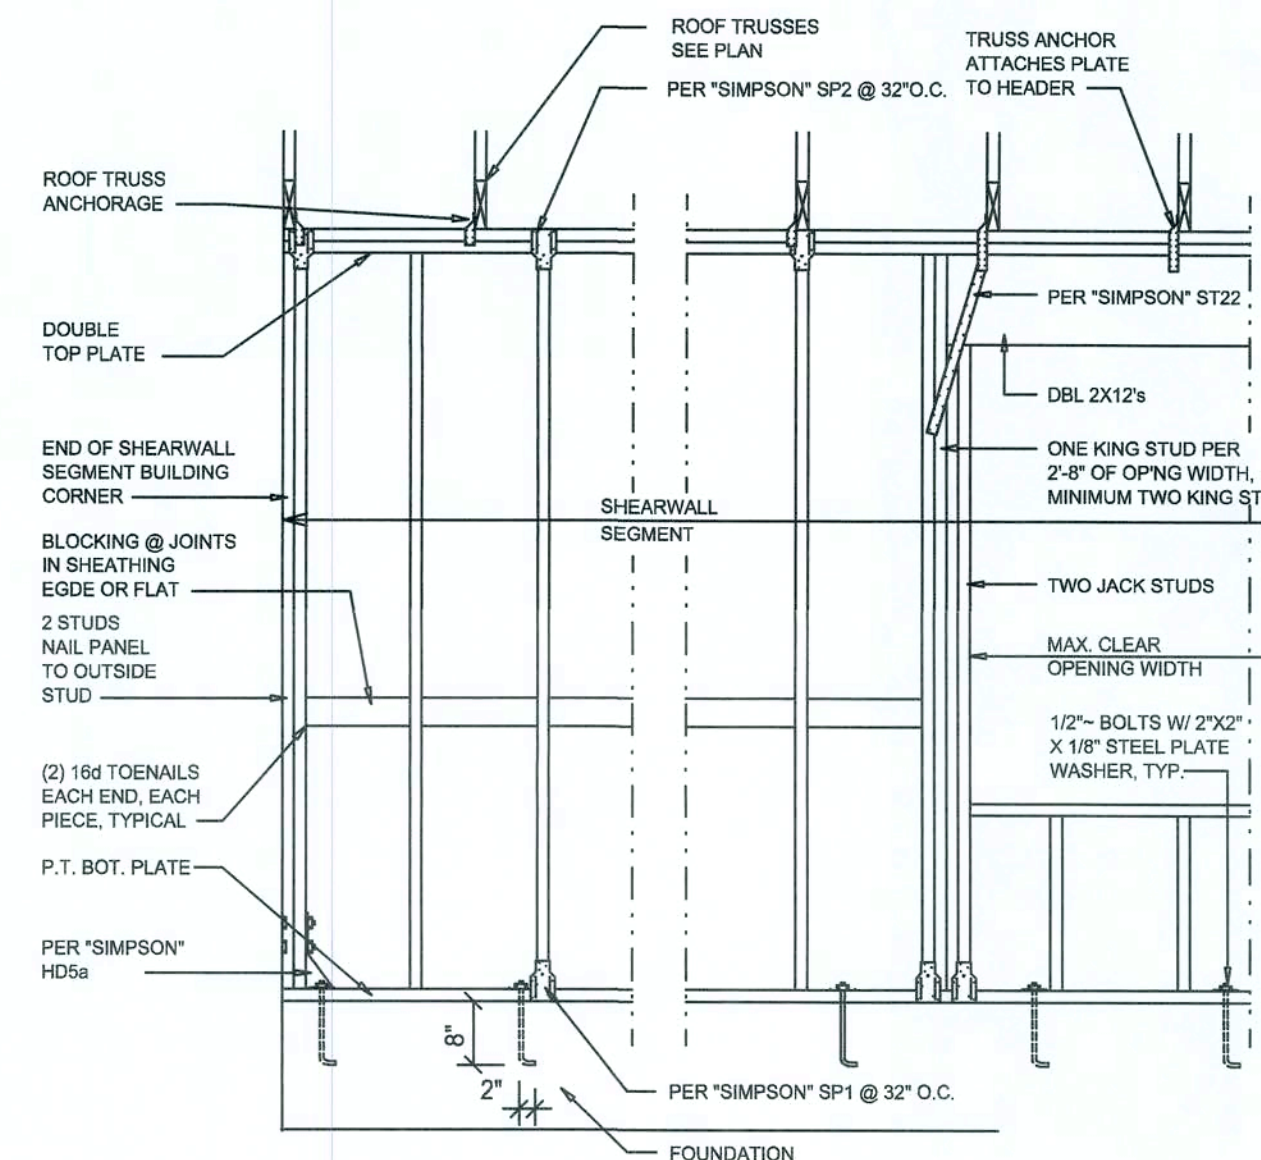 ROOF TRUSSES
SEE PLAN
PER "SIMPSON" SP2 @ 32"O.C.
TRUSS ANCHOR
ATTACHES PLATE
TO HEADER
ROOF TRUSS
ANCHORAGE
DOUBLE
TOP PLATE
END OF SHEARWALL
SEGMENT BUILDING
CORNER
BLOCKING @ JOINTS
IN SHEATHING
EGDE OR FLAT
2 STUDS
NAIL PANEL
TO OUTSIDE
STUD
(2) 16d TOENAILS
EACH END, EACH
PIECE, TYPICAL
P.T. BOT. PLATE
PER "SIMPSON"
HD5a
SHEARWALL
SEGMENT
PER "SIMPSON" ST22
DBL 2X12's
ONE KING STUD PER
2'-8" OF OP'NG WIDTH,
MINIMUM TWO KING ST
TWO JACK STUDS
MAX. CLEAR
OPENING WIDTH
1/2"~ BOLTS W/ 2"X2"
X 1/8" STEEL PLATE
WASHER, TYP.
8"
2"
PER "SIMPSON" SP1 @ 32" O.C.
FOUNDATION